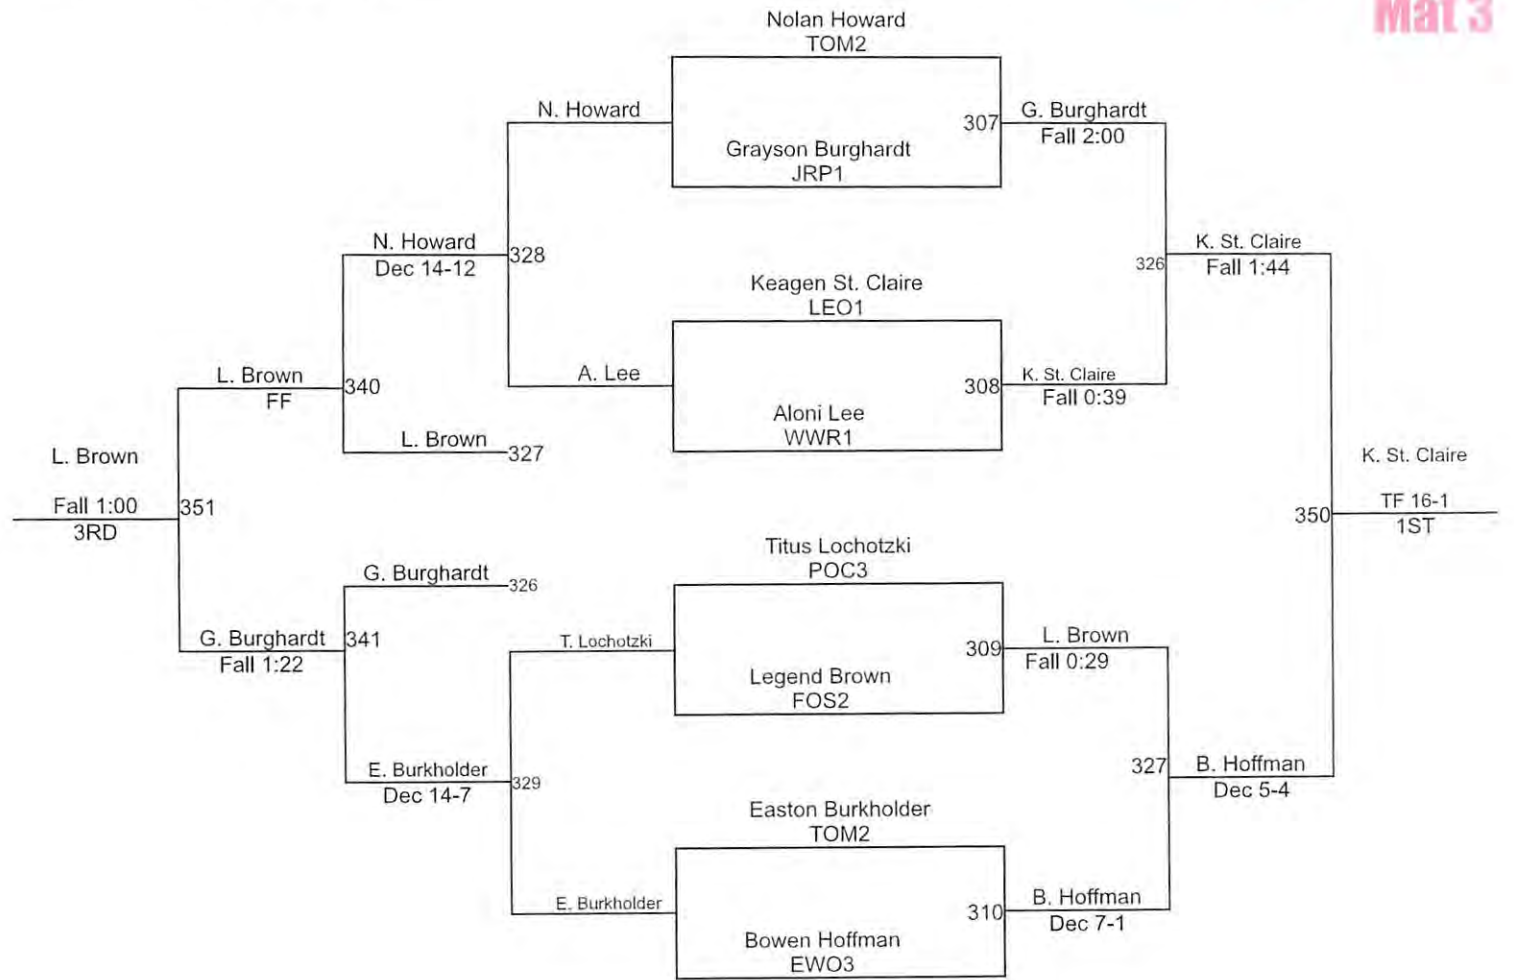 Mat 3
Nolan Howard
TOM2
N. Howard
307
G. Burghardt
Fall 2:00
Grayson Burghardt
JRP1
N. Howard
Dec 14-12
328
326
K. St. Claire
Fall 1:44
Keagen St. Claire
LEO1
L. Brown
FF
340
A. Lee
308
K. St. Claire
Fall 0:39
Aloni Lee
WWR1
L. Brown
327
L. Brown
Fall 1:00
3RD
351
350
K. St. Claire
TF 16-1
1ST
Titus Lochotzki
POC3
G. Burghardt
326
G. Burghardt
Fall 1:22
341
T. Lochotzki
309
L. Brown
Fall 0:29
Legend Brown
FOS2
E. Burkholder
Dec 14-7
329
327
B. Hoffman
Dec 5-4
Easton Burkholder
TOM2
E. Burkholder
310
B. Hoffman
Dec 7-1
Bowen Hoffman
EWO3